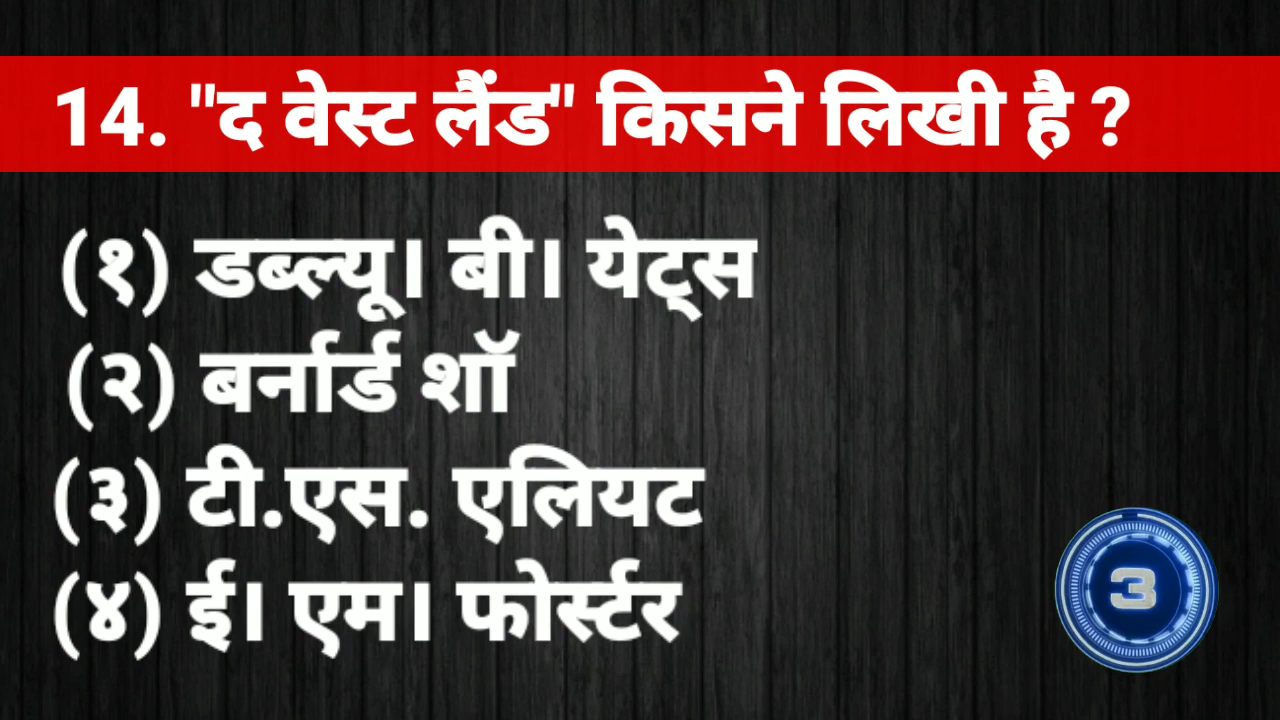 14. "द वेस्ट लैंड" किसने लिखी है ?
(१) डब्ल्यू। बी। येट्स
(२) बर्नार्ड शॉ
(३) टी.एस. एलियट
(४) ई। एम। फोर्स्टर
3